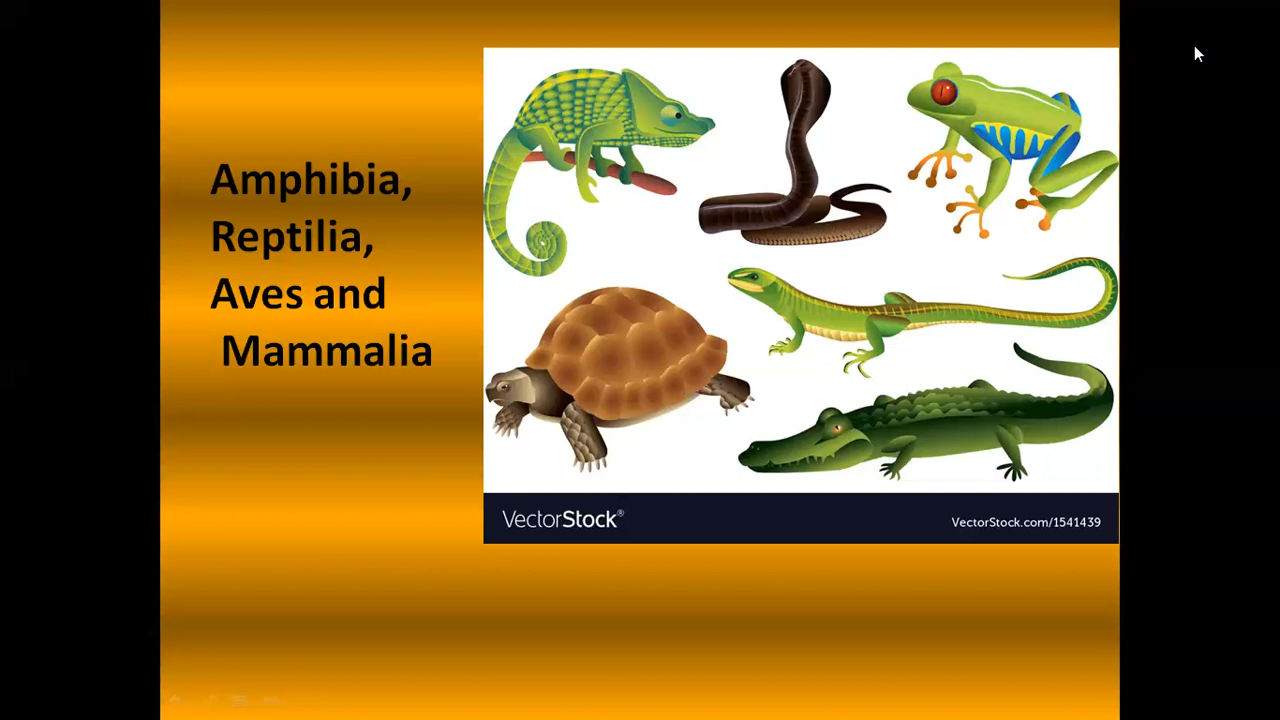 Amphibia,
Reptilia,
Aves and
Mammalia
VectorStock®
VectorStock.com/1541439